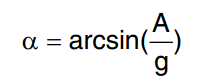 α = arcsin(A/g)